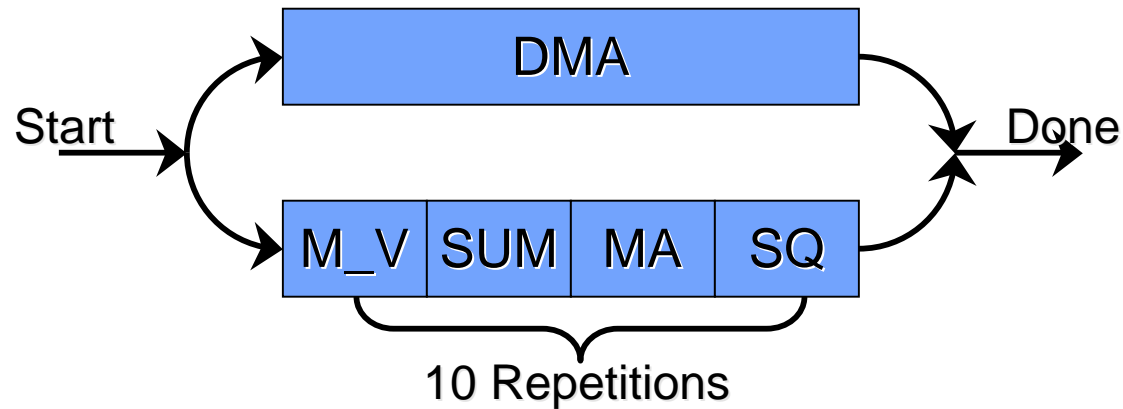 DMA
Start
Done
M_V
SUM
MA
SQ
10 Repetitions